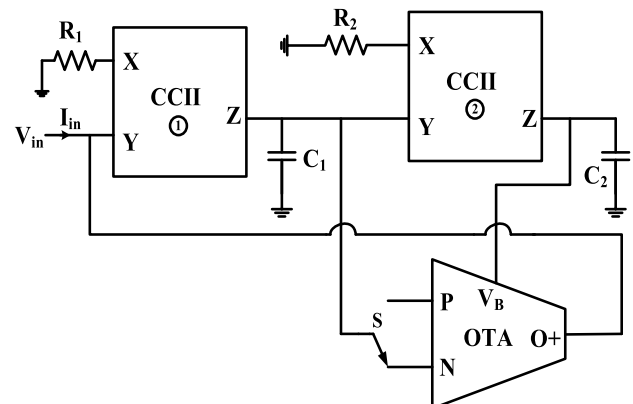 R1
X
CCII
1
Z
Vin
Iin
Y
C1
R2
X
CCII
2
Z
Y
C2
S
P
VB
OTA
O+
N